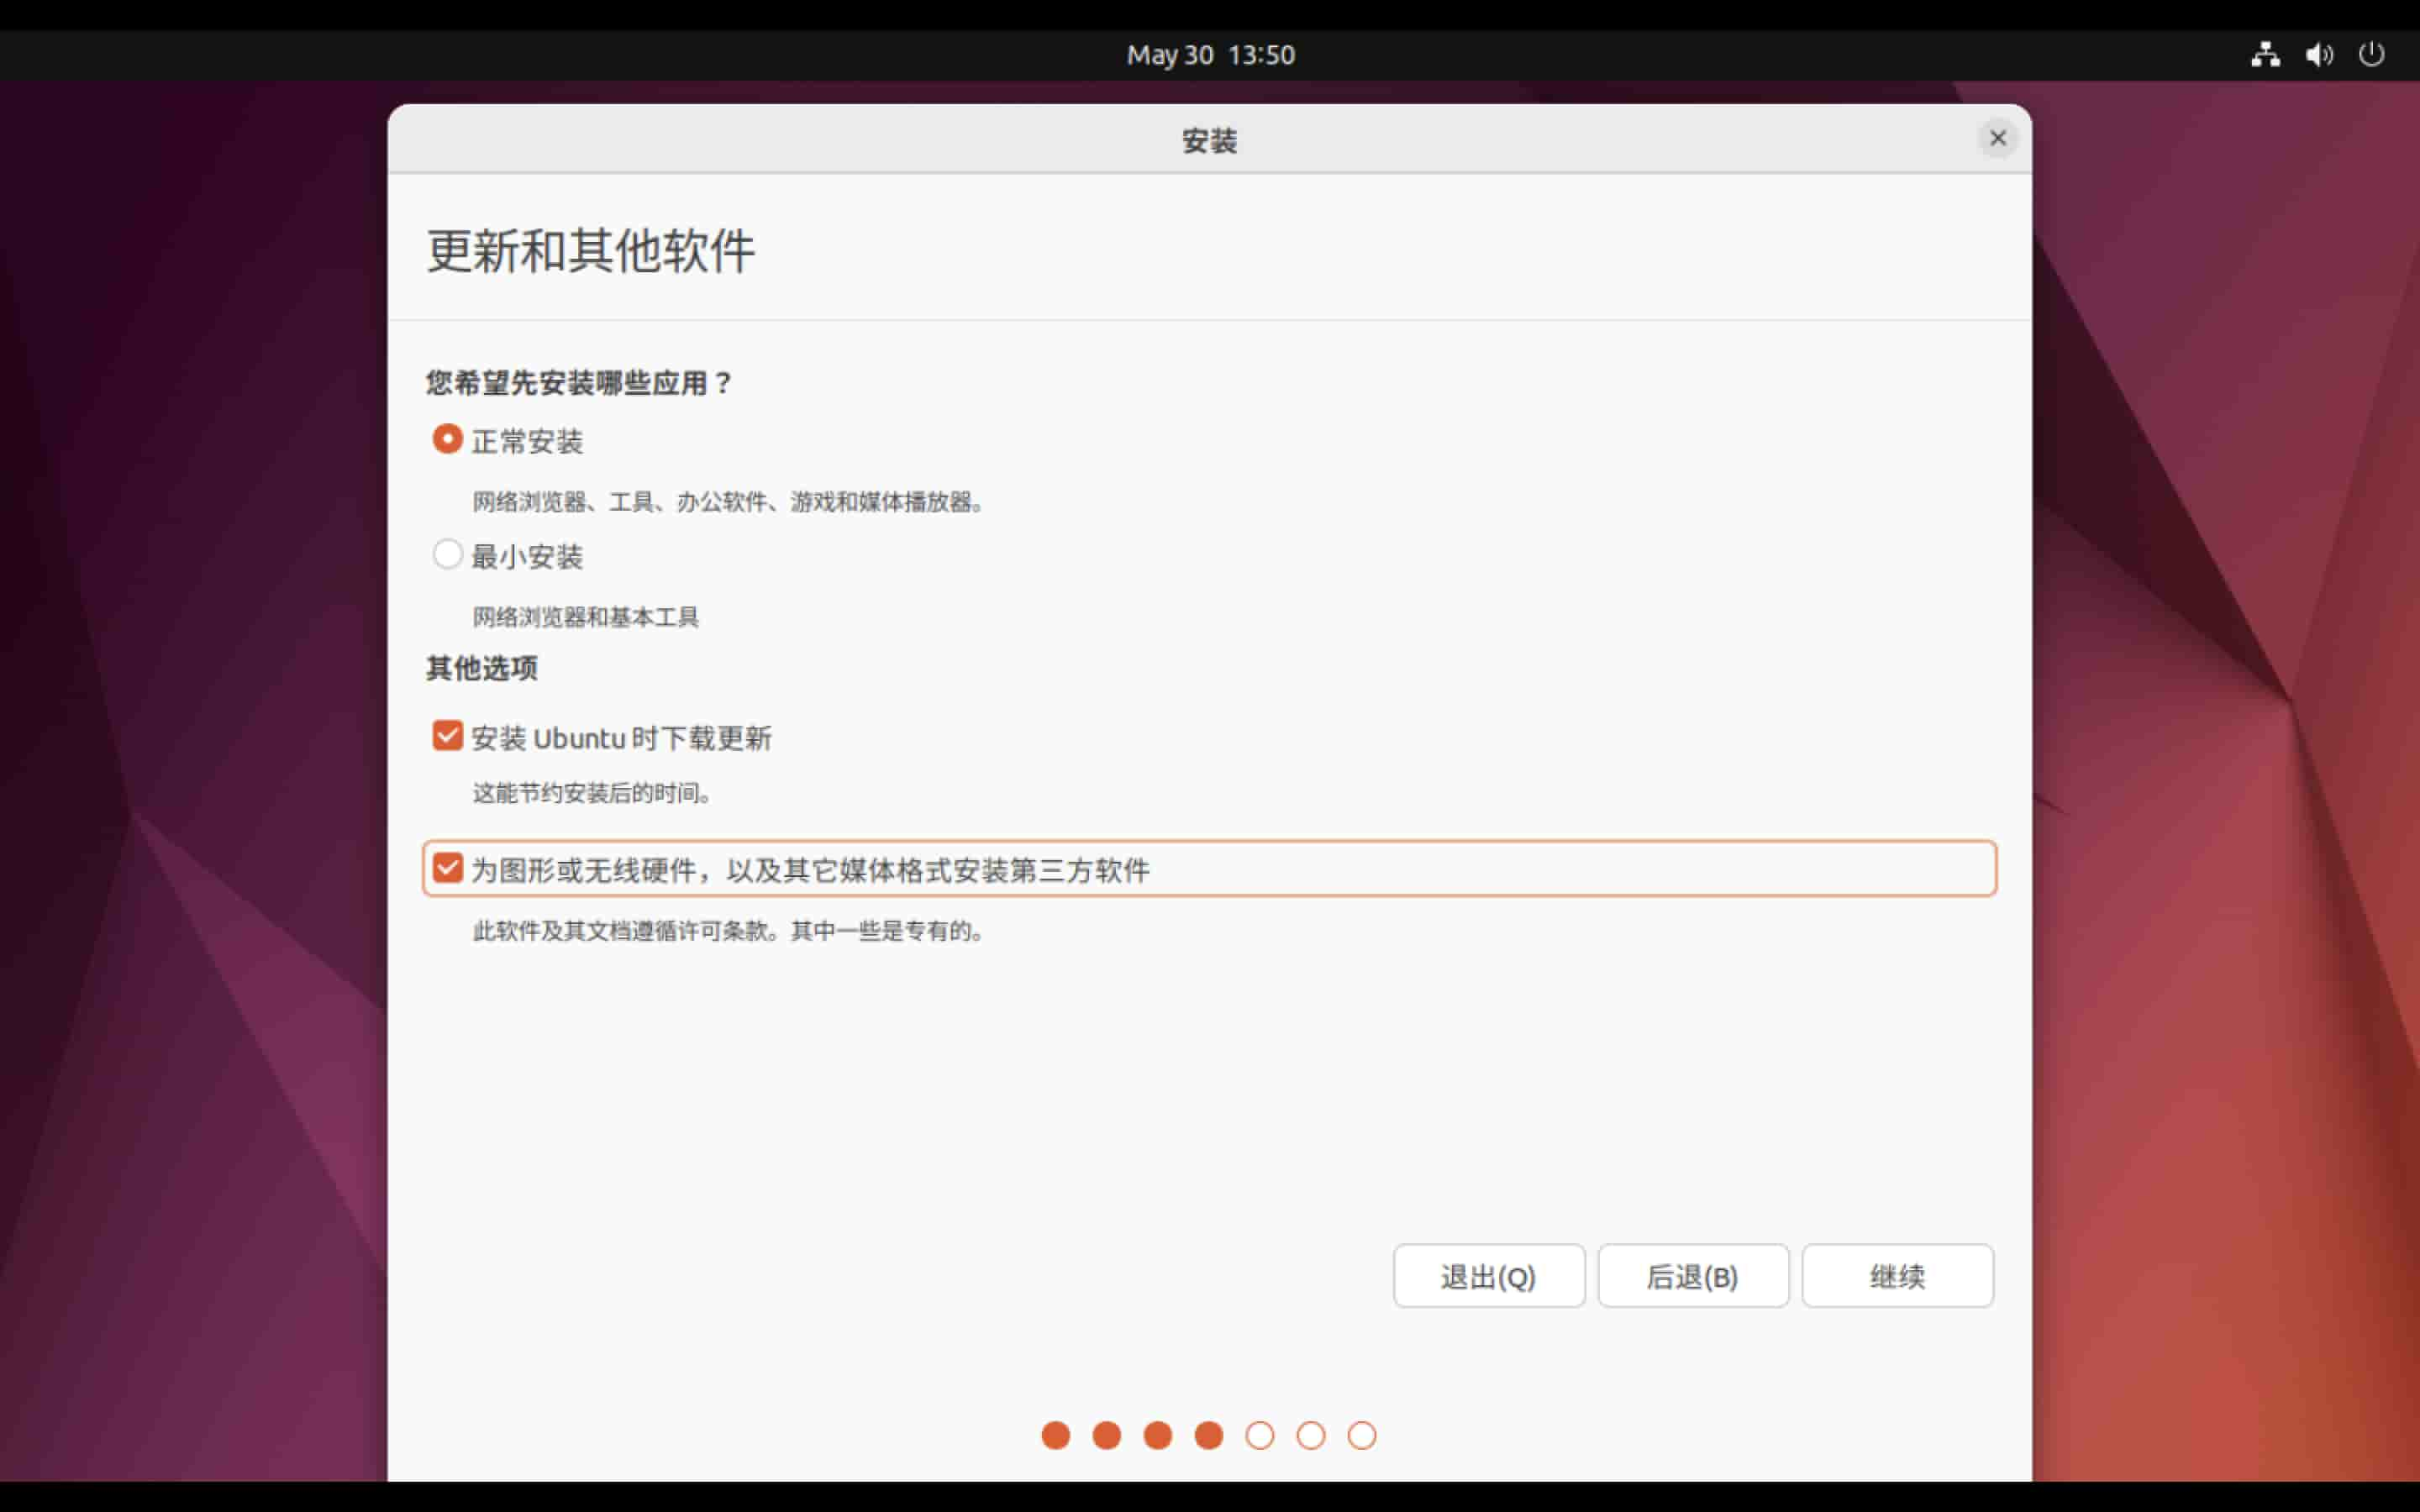 May 30 13:50
安装
更新和其他软件
您希望先安装哪些应用？
正常安装
网络浏览器、工具、办公软件、游戏和媒体播放器。
最小安装
网络浏览器和基本工具
其他选项
安装 Ubuntu 时下载更新
这能节约安装后的时间。
为图形或无线硬件，以及其它媒体格式安装第三方软件
此软件及其文档遵循许可条款。其中一些是专有的。
退出(Q) 后退(B) 继续